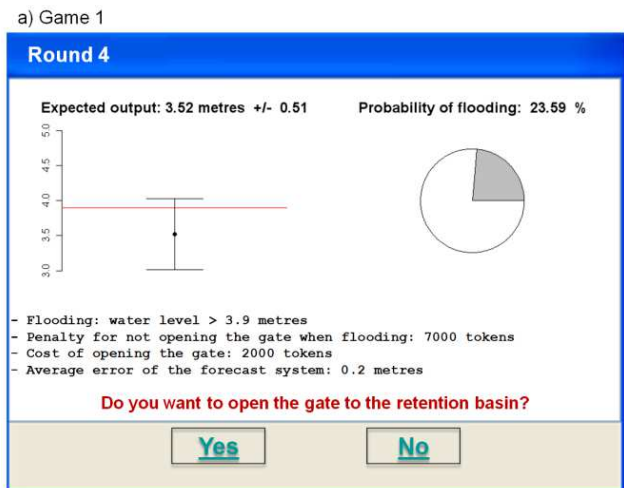 a) Game 1
Round 4
Expected output: 3.52 metres +/- 0.51
Probability of flooding: 23.59 %
5.0
4.5
4.0
3.5
3.0
- Flooding: water level > 3.9 metres
- Penalty for not opening the gate when flooding: 7000 tokens
- Cost of opening the gate: 2000 tokens
- Average error of the forecast system: 0.2 metres
Do you want to open the gate to the retention basin?
Yes
No